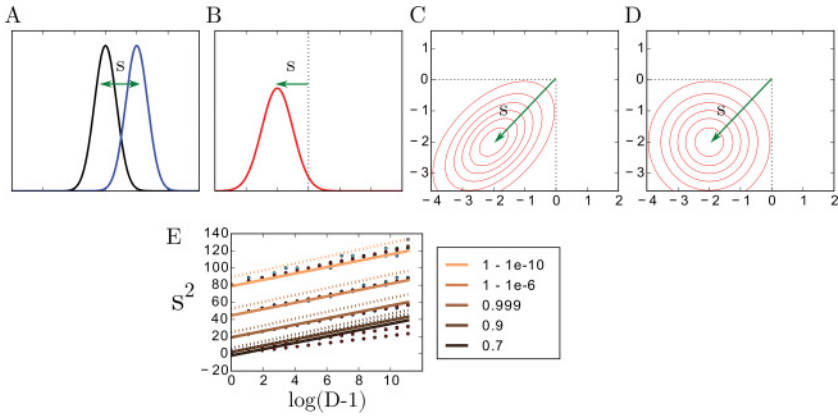 A
B
C
D
S
S
1
0
−1
−2
−3
S
−4 −3 −2 −1 0 1 2
1
0
−1
−2
−3
S
−4 −3 −2 −1 0 1 2
E
S²
140
120
100
80
60
40
20
0
−20
0 2 4 6 8 10
log(D-1)
1 - 1e-10
1 - 1e-6
0.999
0.9
0.7